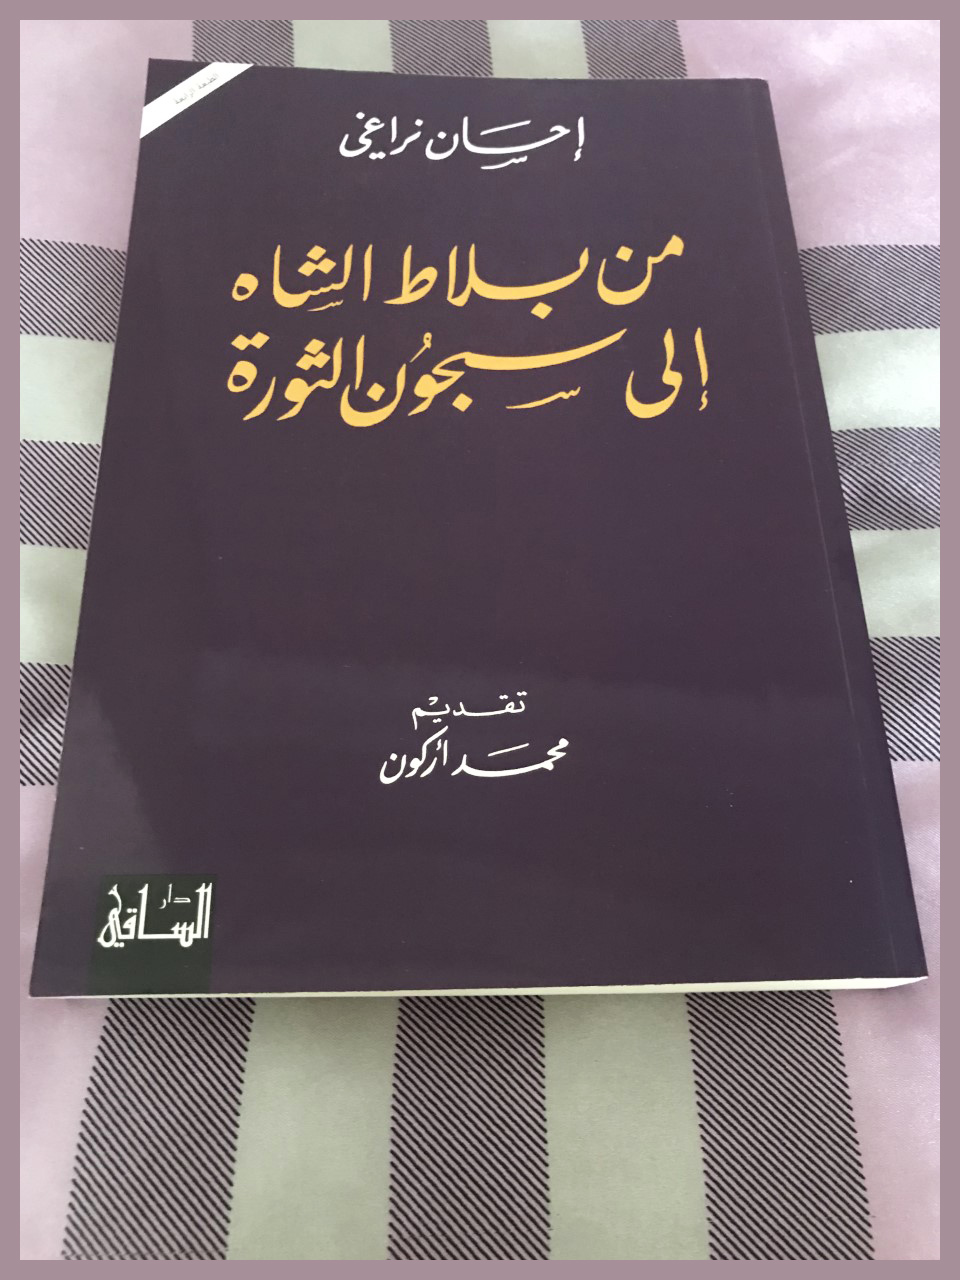 الطبعة الرابعة
إحسان نراغي
من بلاط الشاه
إلى سجون الثورة
تقديم
محمد أركون
دار
الساقي